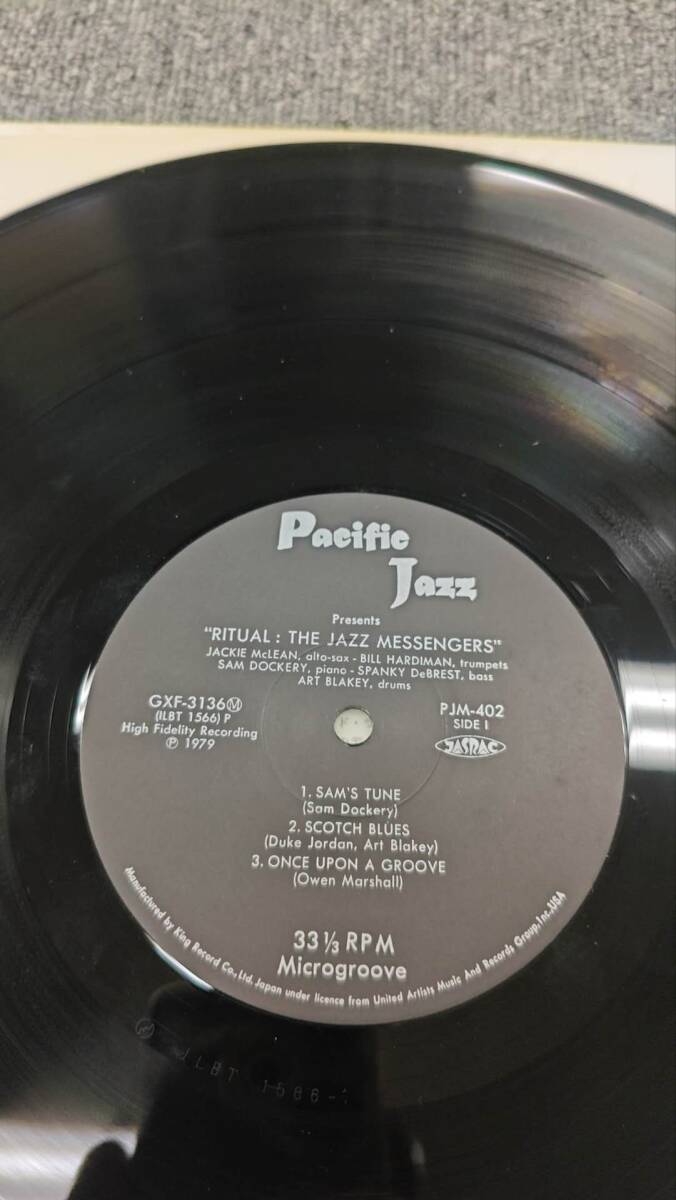 Pacific
Jazz
Presents
"RITUAL : THE JAZZ MESSENGERS"
JACKIE McLEAN, alto-sax - BILL HARDIMAN, trumpets
SAM DOCKERY, piano - SPANKY DeBREST, bass
ART BLAKEY, drums
GXF-3136Ⓜ
(ILBT 1566) P
High Fidelity Recording
℗ 1979
PJM-402
SIDE I
JASRAC
1. SAM'S TUNE
(Sam Dockery)
2. SCOTCH BLUES
(Duke Jordan, Art Blakey)
3. ONCE UPON A GROOVE
(Owen Marshall)
33 1/3 RPM
Microgroove
Manufactured by King Record Co., Ltd. Japan under licence from United Artists Music And Records Group, Inc., USA
LBT 1566-